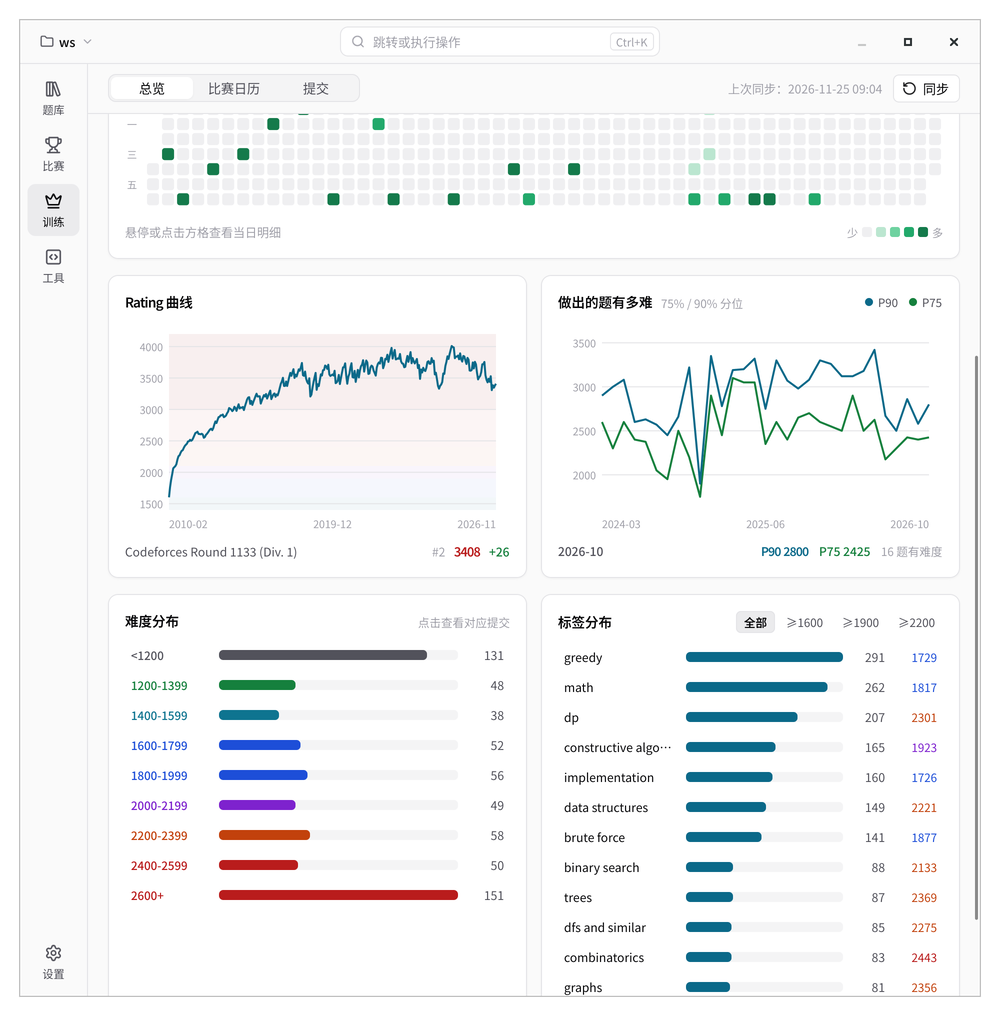 ws
跳转或执行操作
Ctrl+K
题库
比赛
训练
工具
设置
总览
比赛日历
提交
上次同步：2026-11-25 09:04
同步
一
三
五
悬停或点击方格查看当日明细
少
多
Rating 曲线
4000
3500
3000
2500
2000
1500
2010-02
2019-12
2026-11
Codeforces Round 1133 (Div. 1)
#2 3408 +26
做出的题有多难 75% / 90% 分位
P90
P75
3500
3000
2500
2000
2024-03
2025-06
2026-10
2026-10
P90 2800 P75 2425 16 题有难度
难度分布
点击查看对应提交
<1200 131
1200-1399 48
1400-1599 38
1600-1799 52
1800-1999 56
2000-2199 49
2200-2399 58
2400-2599 50
2600+ 151
标签分布
全部 ⩾1600 ⩾1900 ⩾2200
greedy 291 1729
math 262 1817
dp 207 2301
constructive algo… 165 1923
implementation 160 1726
data structures 149 2221
brute force 141 1877
binary search 88 2133
trees 87 2369
dfs and similar 85 2275
combinatorics 83 2443
graphs 81 2356